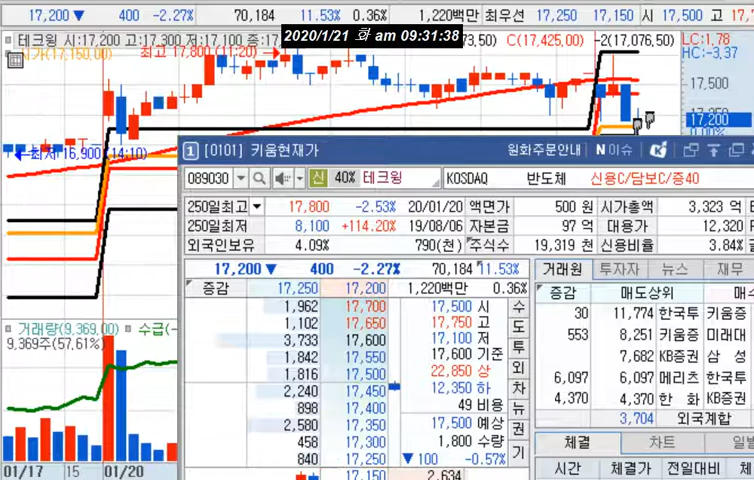 17,200 ▼ 400 -2.27% 70,184 11.53% 0.36% 1,220백만 최우선 17,250 17,150 시 17,500 고
2020/1/21 화 am 09:31:38
테크윙 시:17,200 고:17,300 저:17,100 종:17
C(17,425.00) -2(17,076.50) LC:1.78
가(17,150.00) 최고 17,800 (11:20) HC:-3.37
17,500
17,200
0.00%
최저 16,900 (14:10)
1 [0101] 키움현재가 원화주문안내 N이슈
089030 신 40% 테크윙 KOSDAQ 반도체 신용C/담보C/증40
250일최고 17,800 -2.53% 20/01/20 액면가 500 원 시가총액 3,323 억
250일최저 8,100 +114.20% 19/08/06 자본금 97 억 대용가 12,320
외국인보유 4.09% 790(천) 주식수 19,319 천 신용비율 3.84%
17,200 ▼ 400 -2.27% 70,184 11.53% 거래원 투자자 뉴스 재무
증감 17,250 17,200 1,220백만 0.36% 증감 매도상위 매수
1,962 17,700 17,500 시 수 30 11,774 한국투 키움증
1,102 17,650 17,750 고 도 553 8,251 키움증 미래대
3,733 17,600 17,100 저 투 7,682 KB증권 삼 성
1,842 17,550 17,600 기준 외 6,097 6,097 메리츠 한국투
1,816 17,500 22,850 상 차 4,370 4,370 한 화 KB증권
2,240 17,450 12,350 하 뉴 3,704 외국계합
898 17,400 49 비용 권
2,580 17,350 17,500 예상 기
458 17,300 1,800 수량 체결 차트 일별
840 17,250 ▼ 100 -0.57% 시간 체결가 전일대비
17,150 2,634
거래량(9,369.00) 수급(-
9,369주(57.61%)
01/17 15 01/20